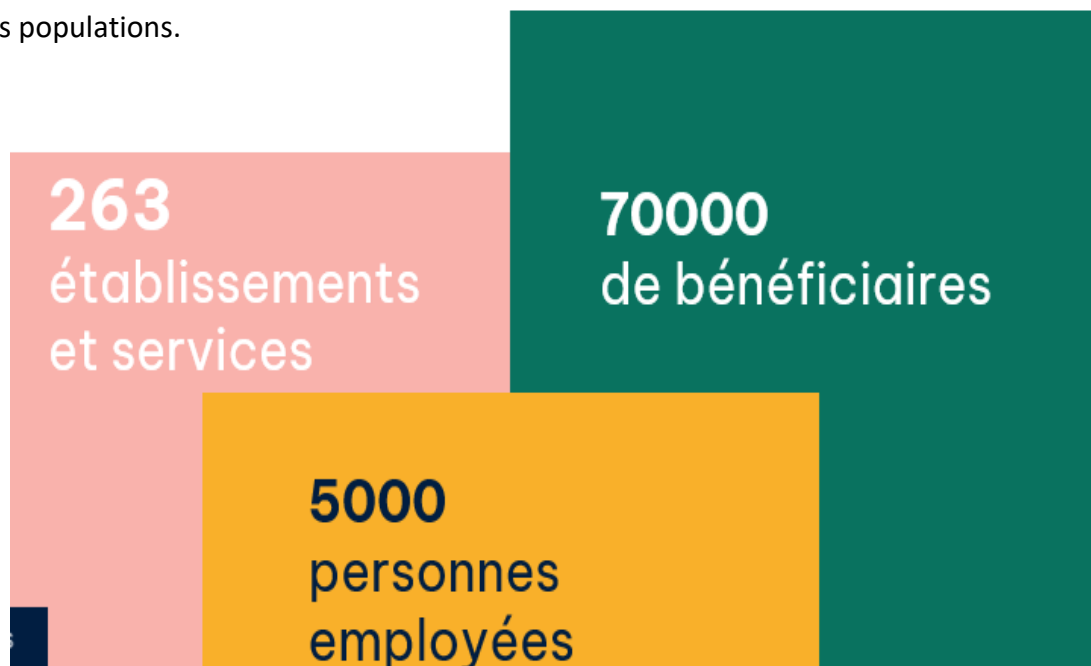 s populations.
263
établissements
et services
70000
de bénéficiaires
5000
personnes
employées
s